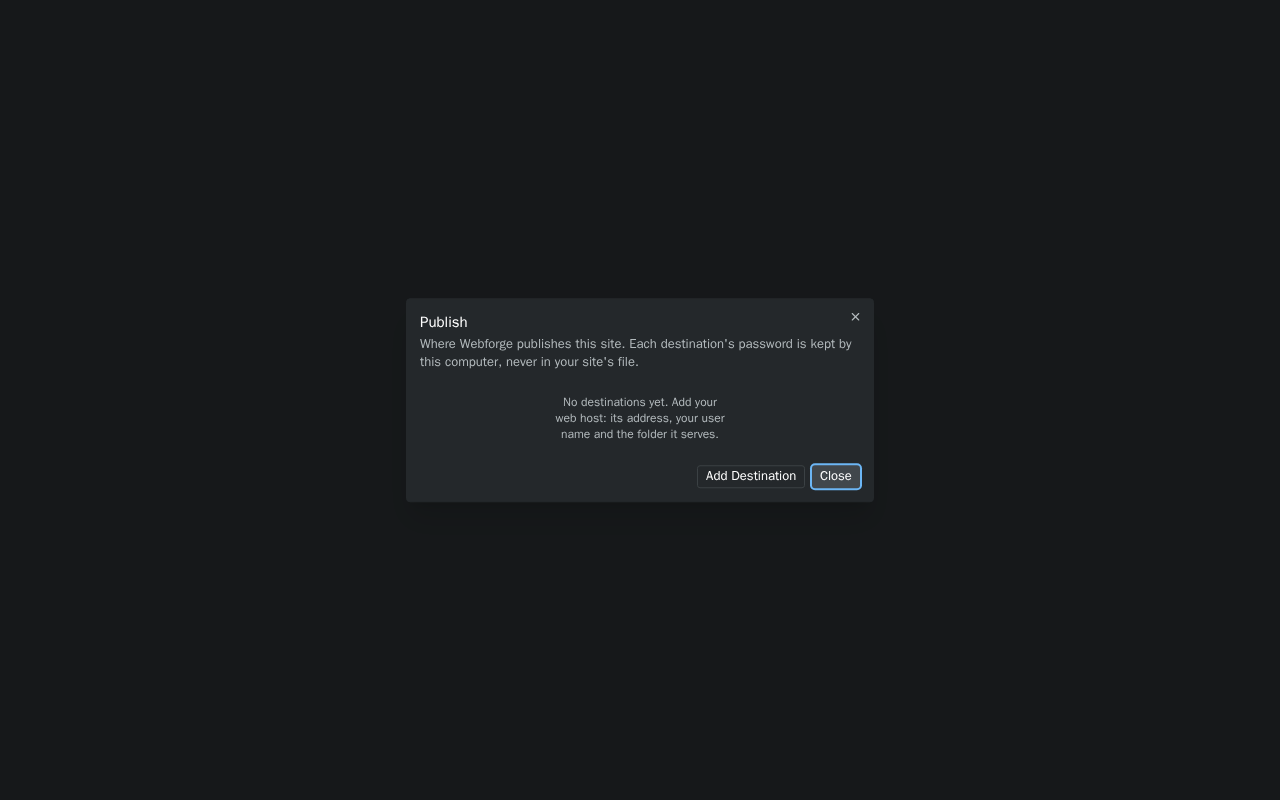 Publish
Where Webforge publishes this site. Each destination's password is kept by
this computer, never in your site's file.
No destinations yet. Add your
web host: its address, your user
name and the folder it serves.
Add Destination
Close